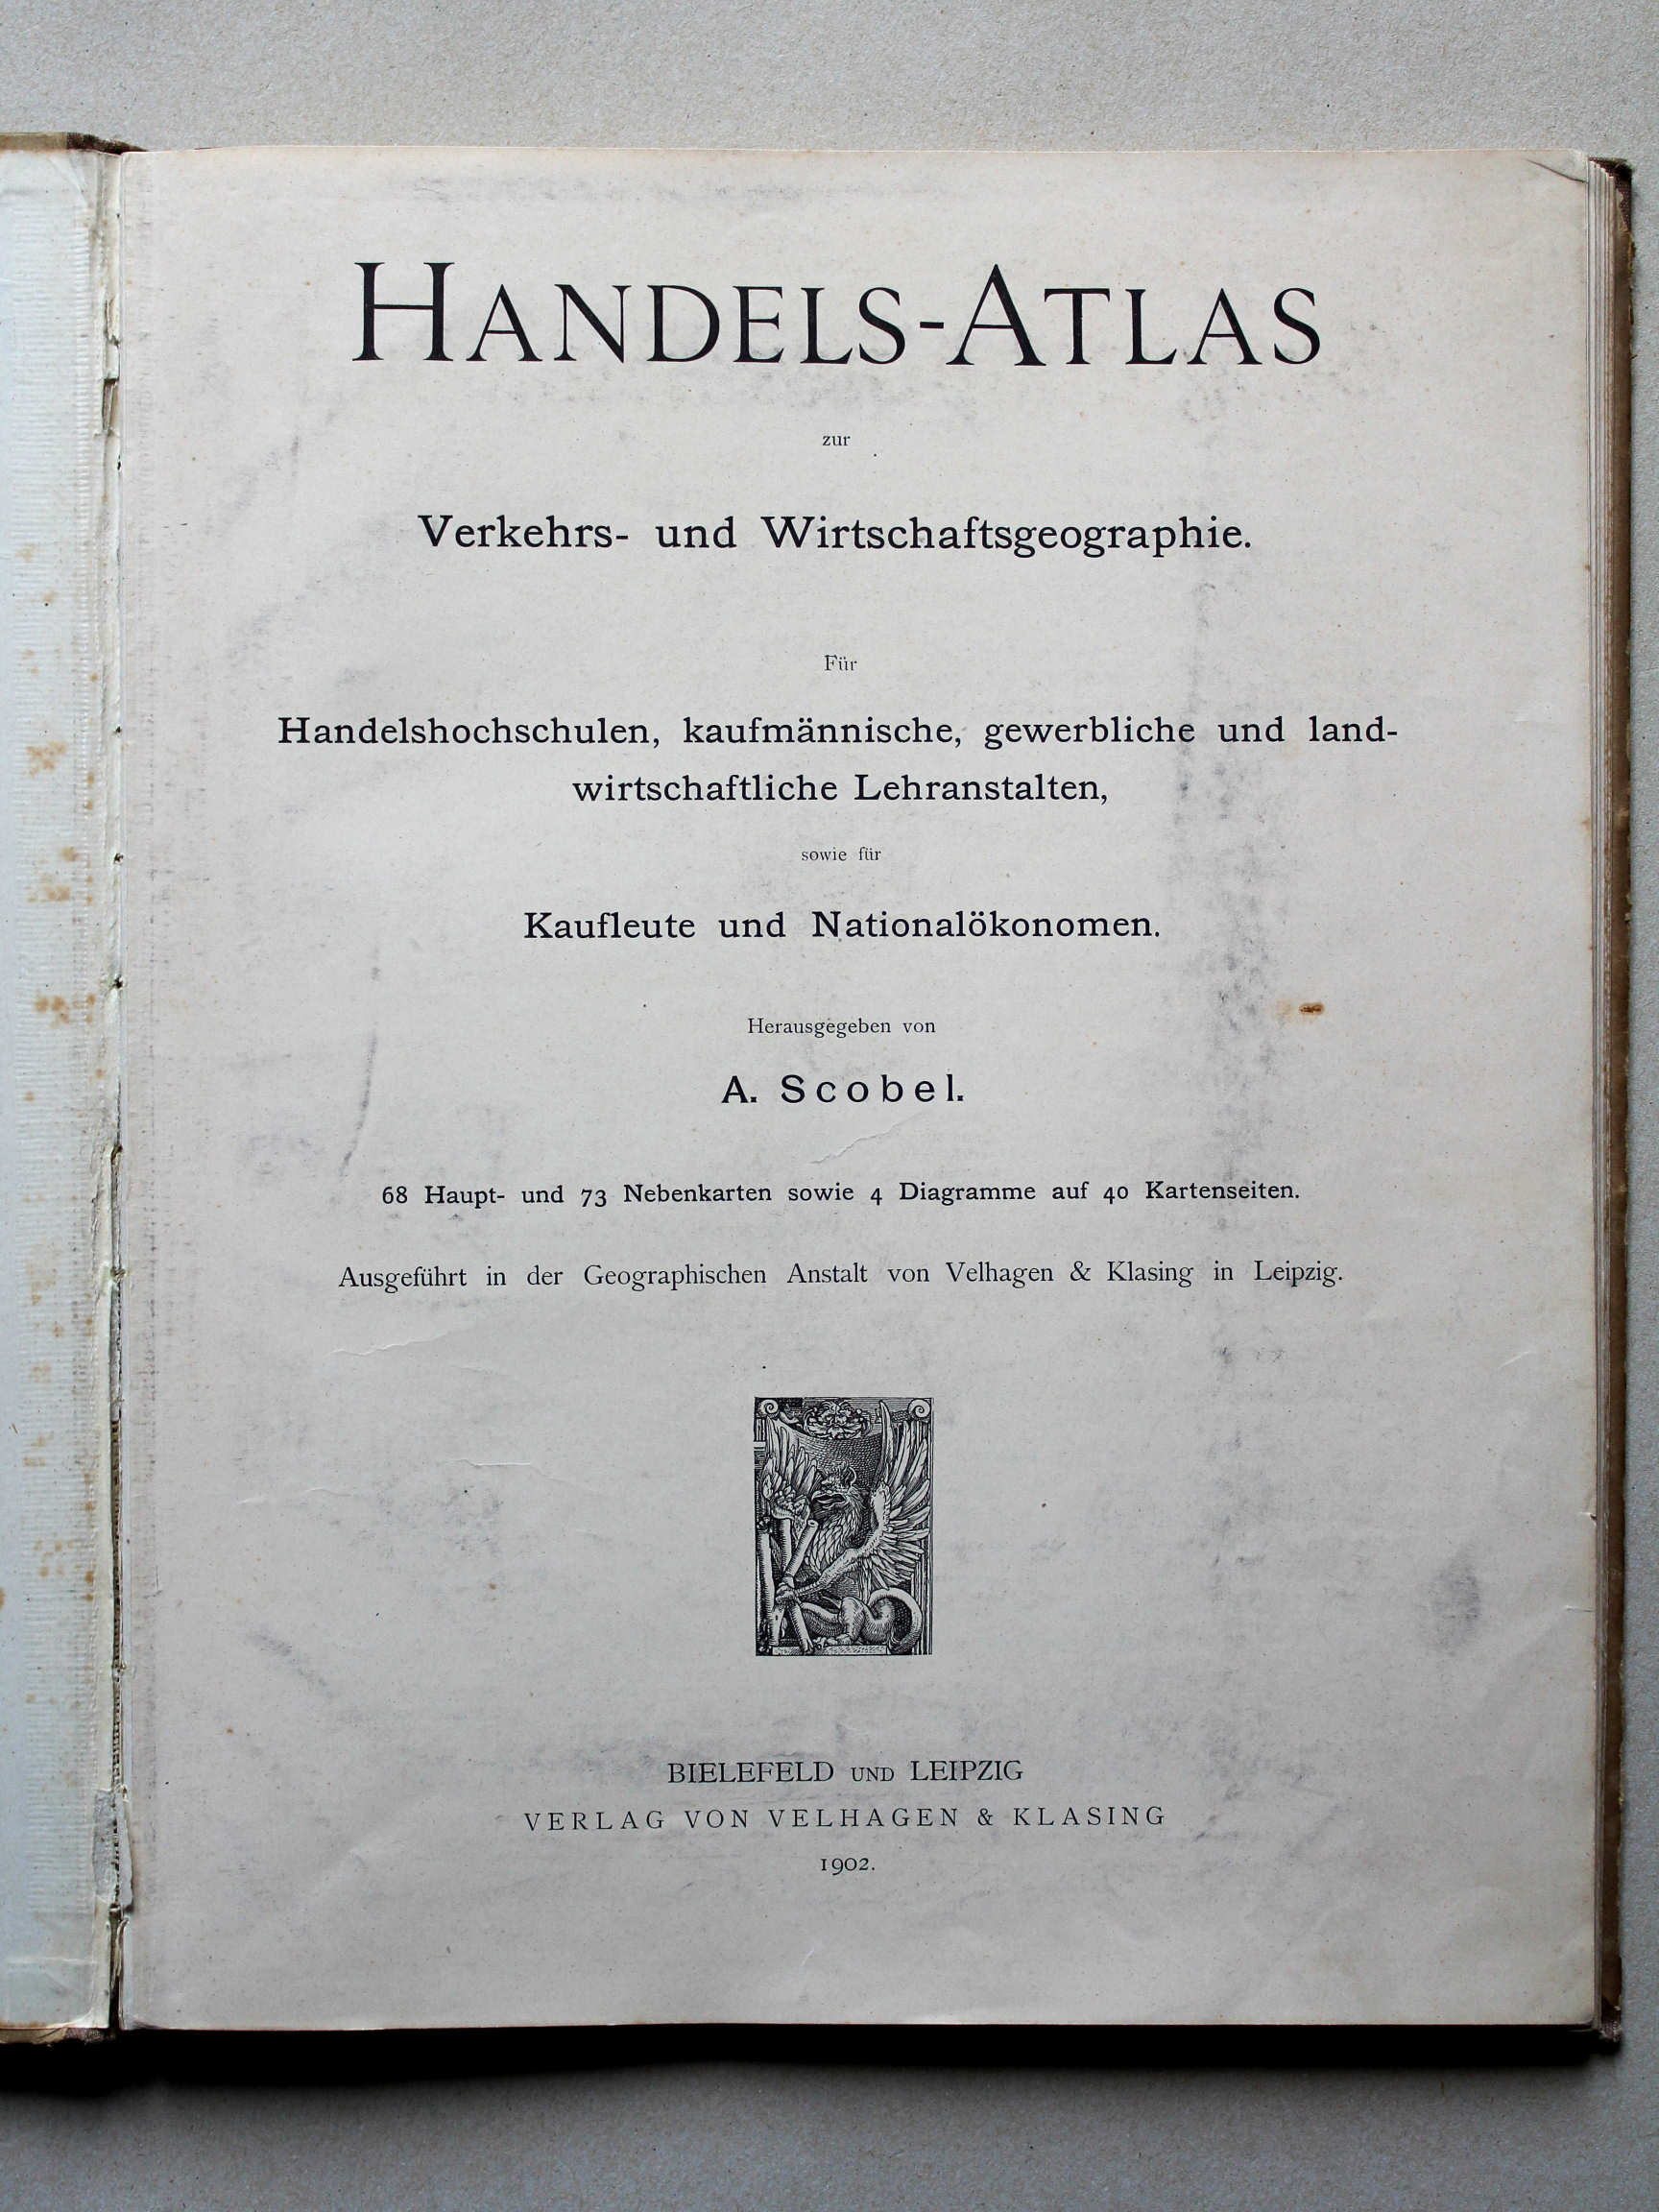 HANDELS-ATLAS
zur
Verkehrs- und Wirtschaftsgeographie.
Für
Handelshochschulen, kaufmännische, gewerbliche und land-
wirtschaftliche Lehranstalten,
sowie für
Kaufleute und Nationalökonomen.
Herausgegeben von
A. Scobel.
68 Haupt- und 73 Nebenkarten sowie 4 Diagramme auf 40 Kartenseiten.
Ausgeführt in der Geographischen Anstalt von Velhagen & Klasing in Leipzig.
BIELEFELD UND LEIPZIG
VERLAG VON VELHAGEN & KLASING
1902.